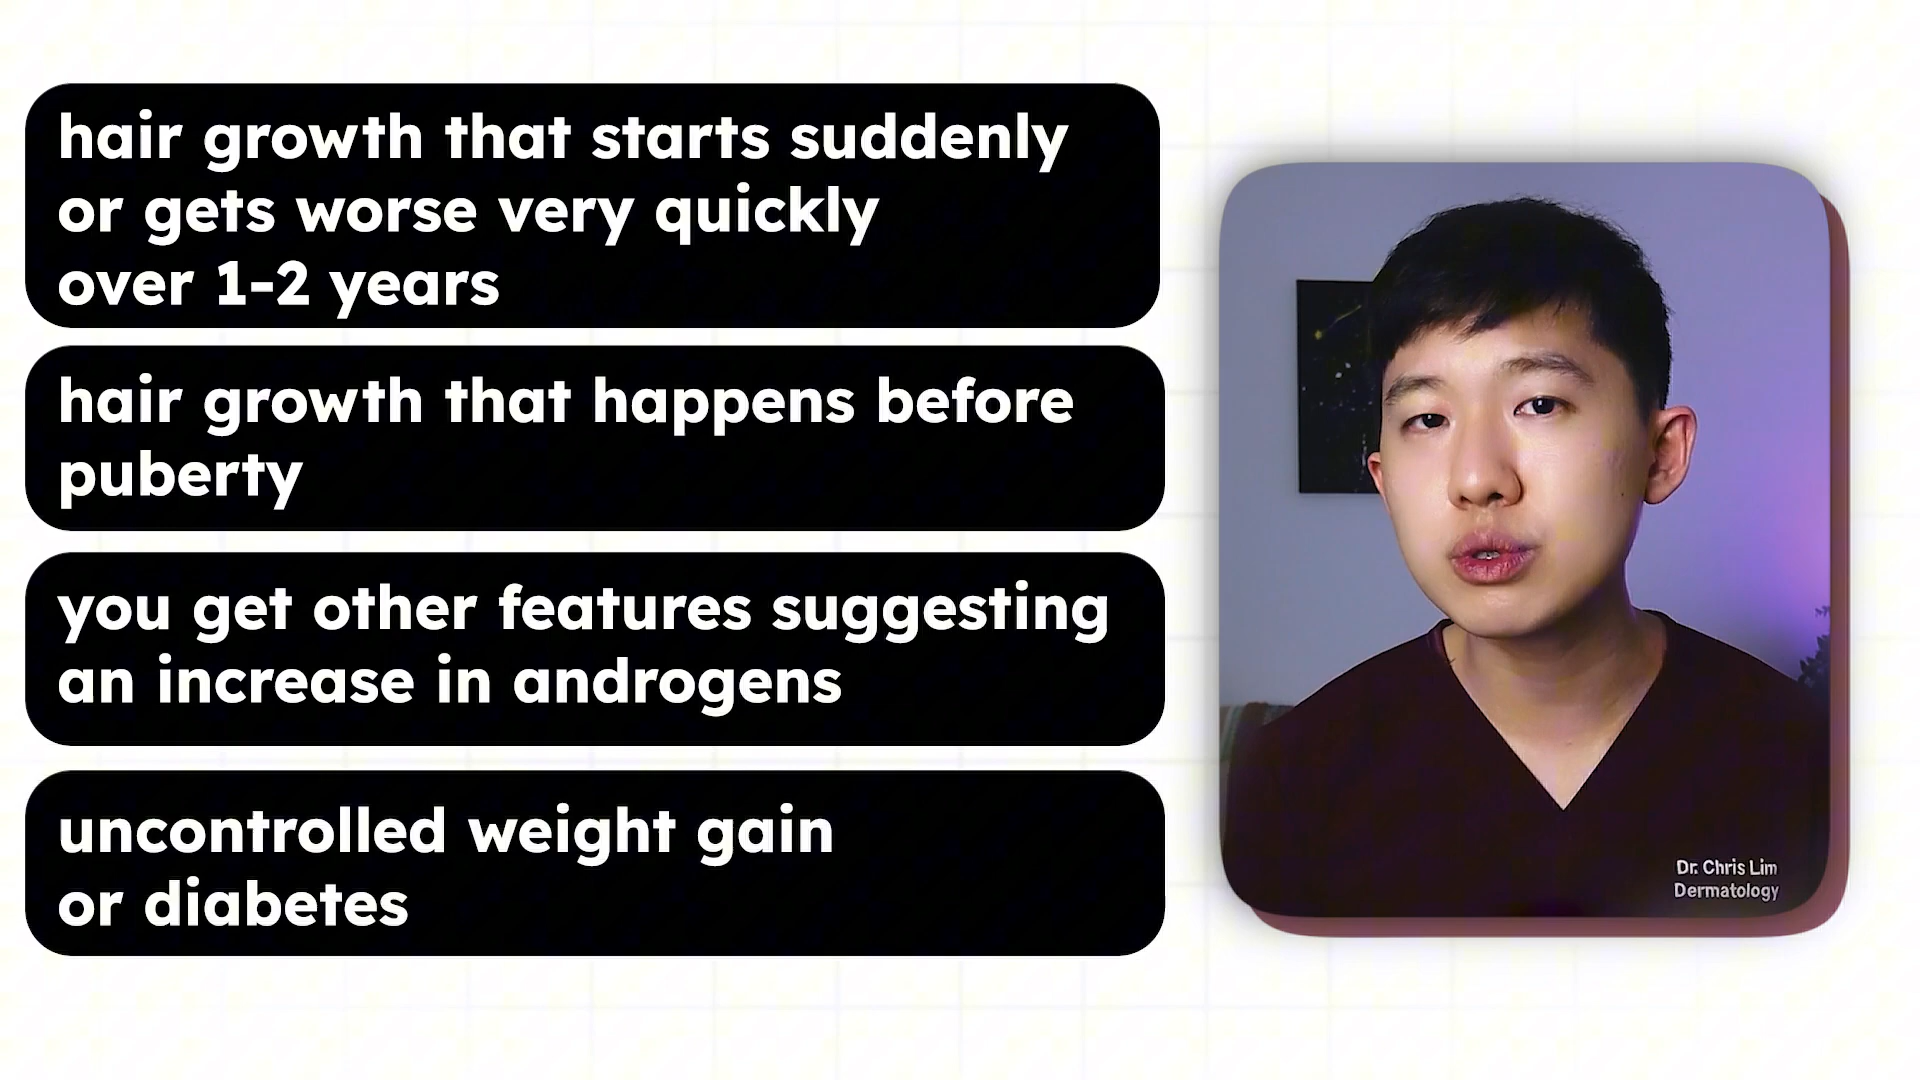 hair growth that starts suddenly
or gets worse very quickly
over 1-2 years
hair growth that happens before
puberty
you get other features suggesting
an increase in androgens
uncontrolled weight gain
or diabetes
Dr. Chris Lim
Dermatology